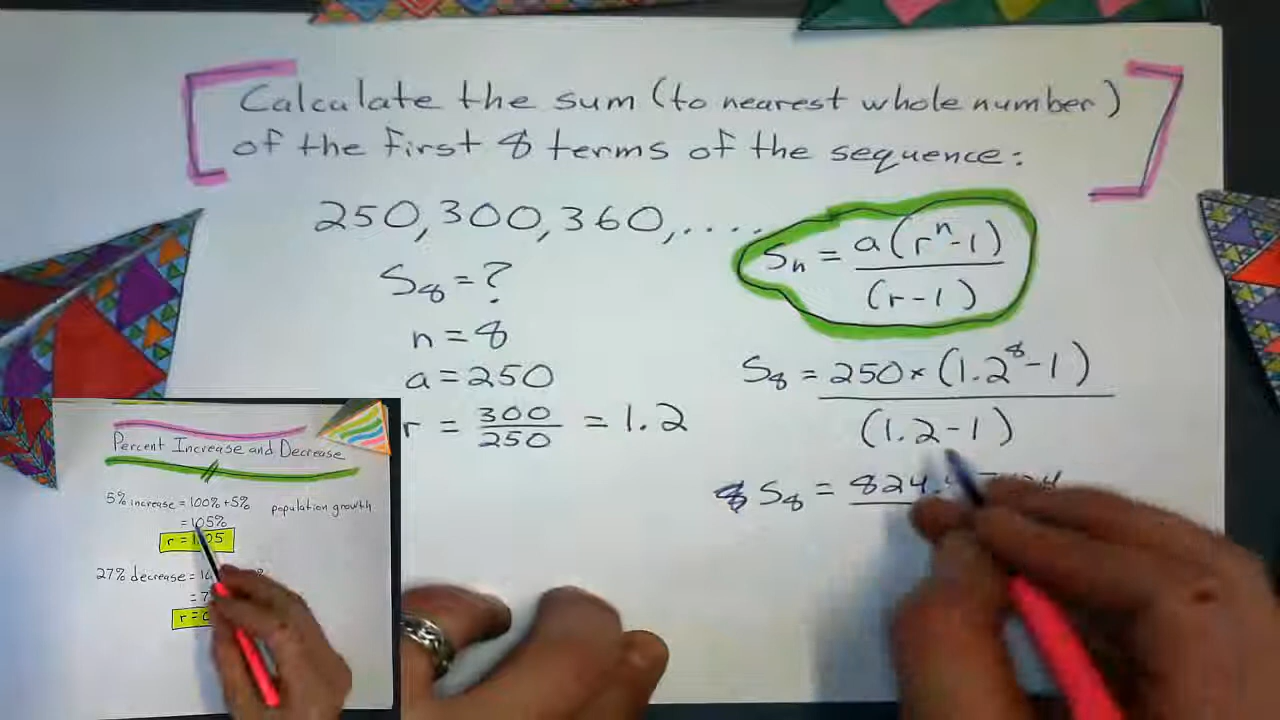 Calculate the sum (to nearest whole number)
of the first 8 terms of the sequence:
250, 300, 360, ....
S₈ = ?
n = 8
a = 250
r = 300/250 = 1.2
Sₙ = a(rⁿ-1)
(r-1)
S₈ = 250 × (1.2⁸-1)
(1.2-1)
S₈ = 824.
Percent Increase and Decrease
5% increase = 100% + 5%
= 105%
population growth
r = 1.05
27% decrease =
r =